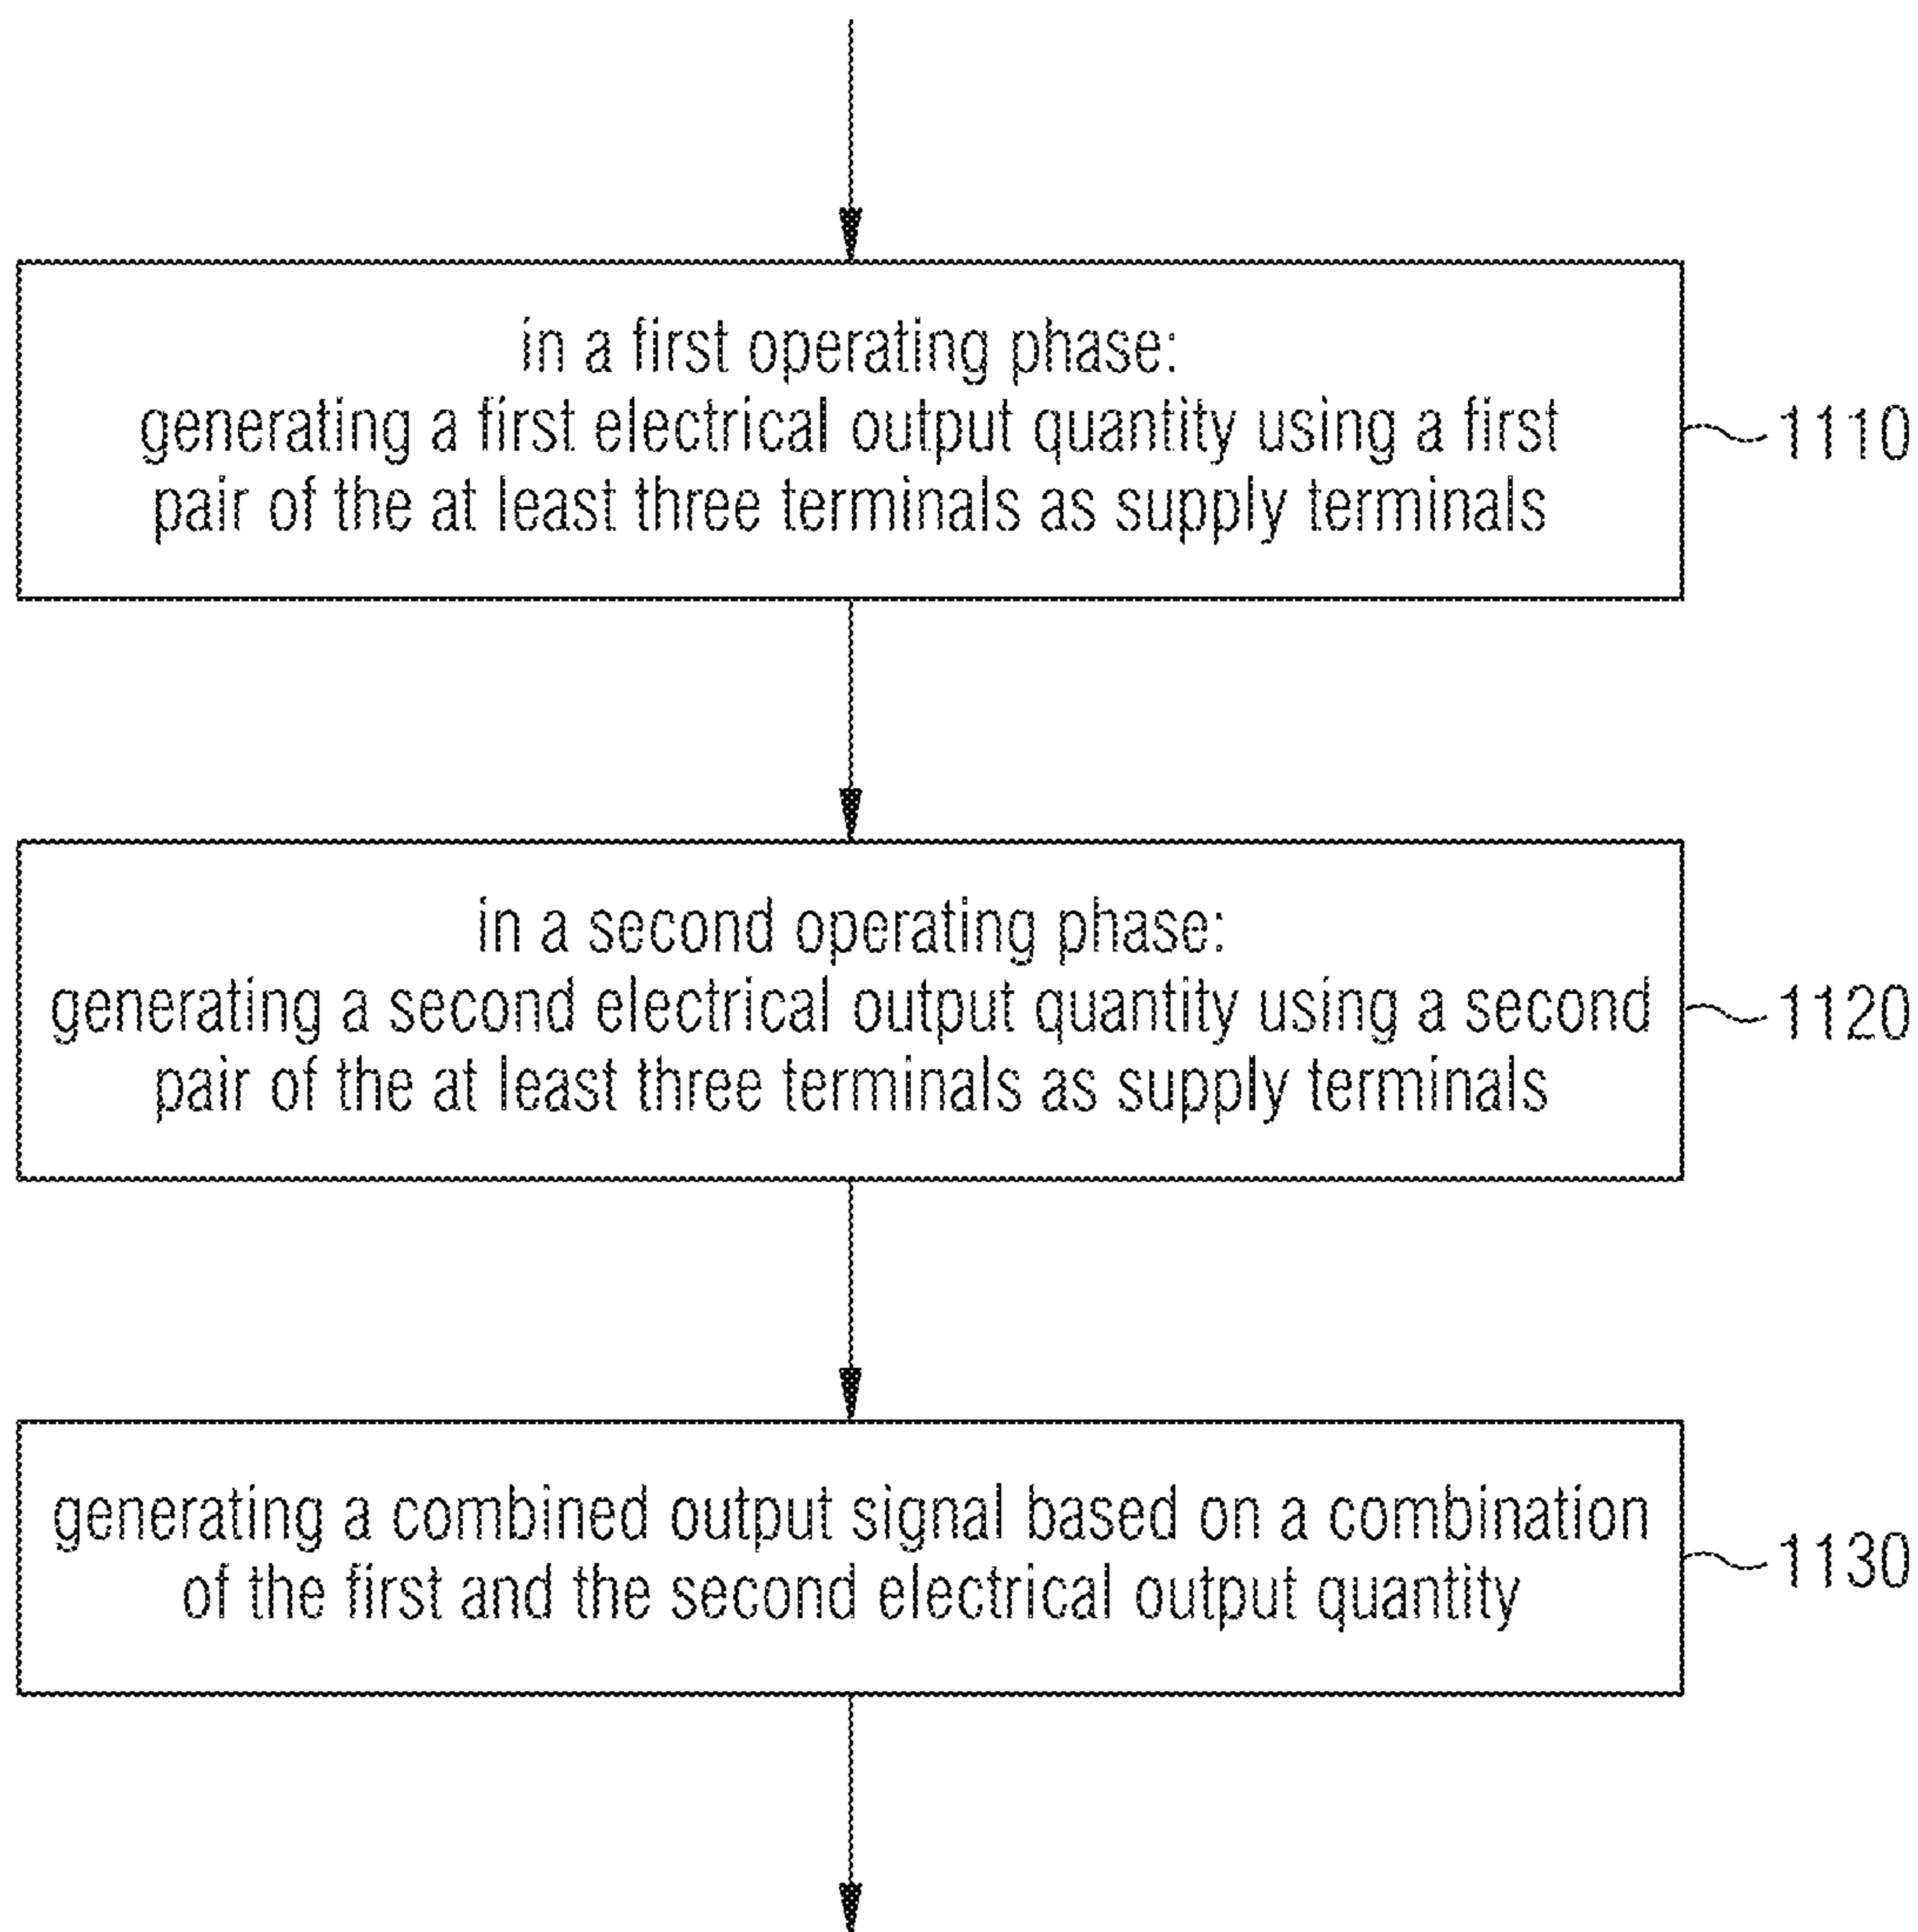 in a first operating phase:
generating a first electrical output quantity using a first
pair of the at least three terminals as supply terminals
1110
in a second operating phase:
generating a second electrical output quantity using a second
pair of the at least three terminals as supply terminals
1120
generating a combined output signal based on a combination
of the first and the second electrical output quantity
1130